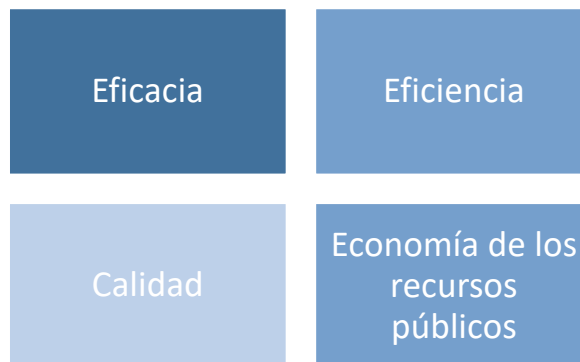 Eficacia
Eficiencia
Calidad
Economía de los
recursos
públicos